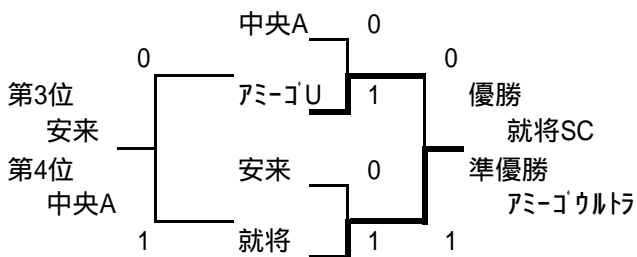 中央A 0
0 0
第3位 アミーゴU 1 優勝
安来 就将SC
第4位 安来 0 準優勝
中央A アミーゴウルトラ
1 就将 1 1